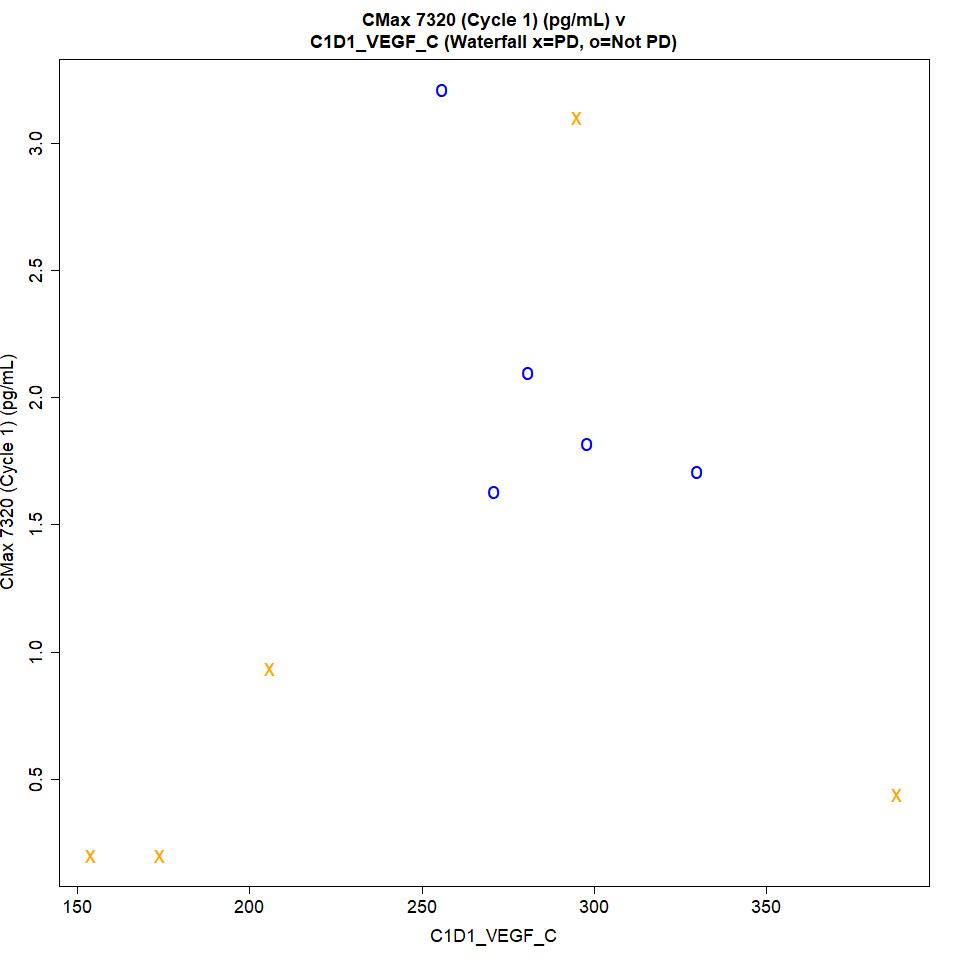 CMax 7320 (Cycle 1) (pg/mL) v
C1D1_VEGF_C (Waterfall x=PD, o=Not PD)
CMax 7320 (Cycle 1) (pg/mL)
3.0
2.5
2.0
1.5
1.0
0.5
O
X
O
O
O
O
X
X
X
X
150
200
250
300
350
C1D1_VEGF_C